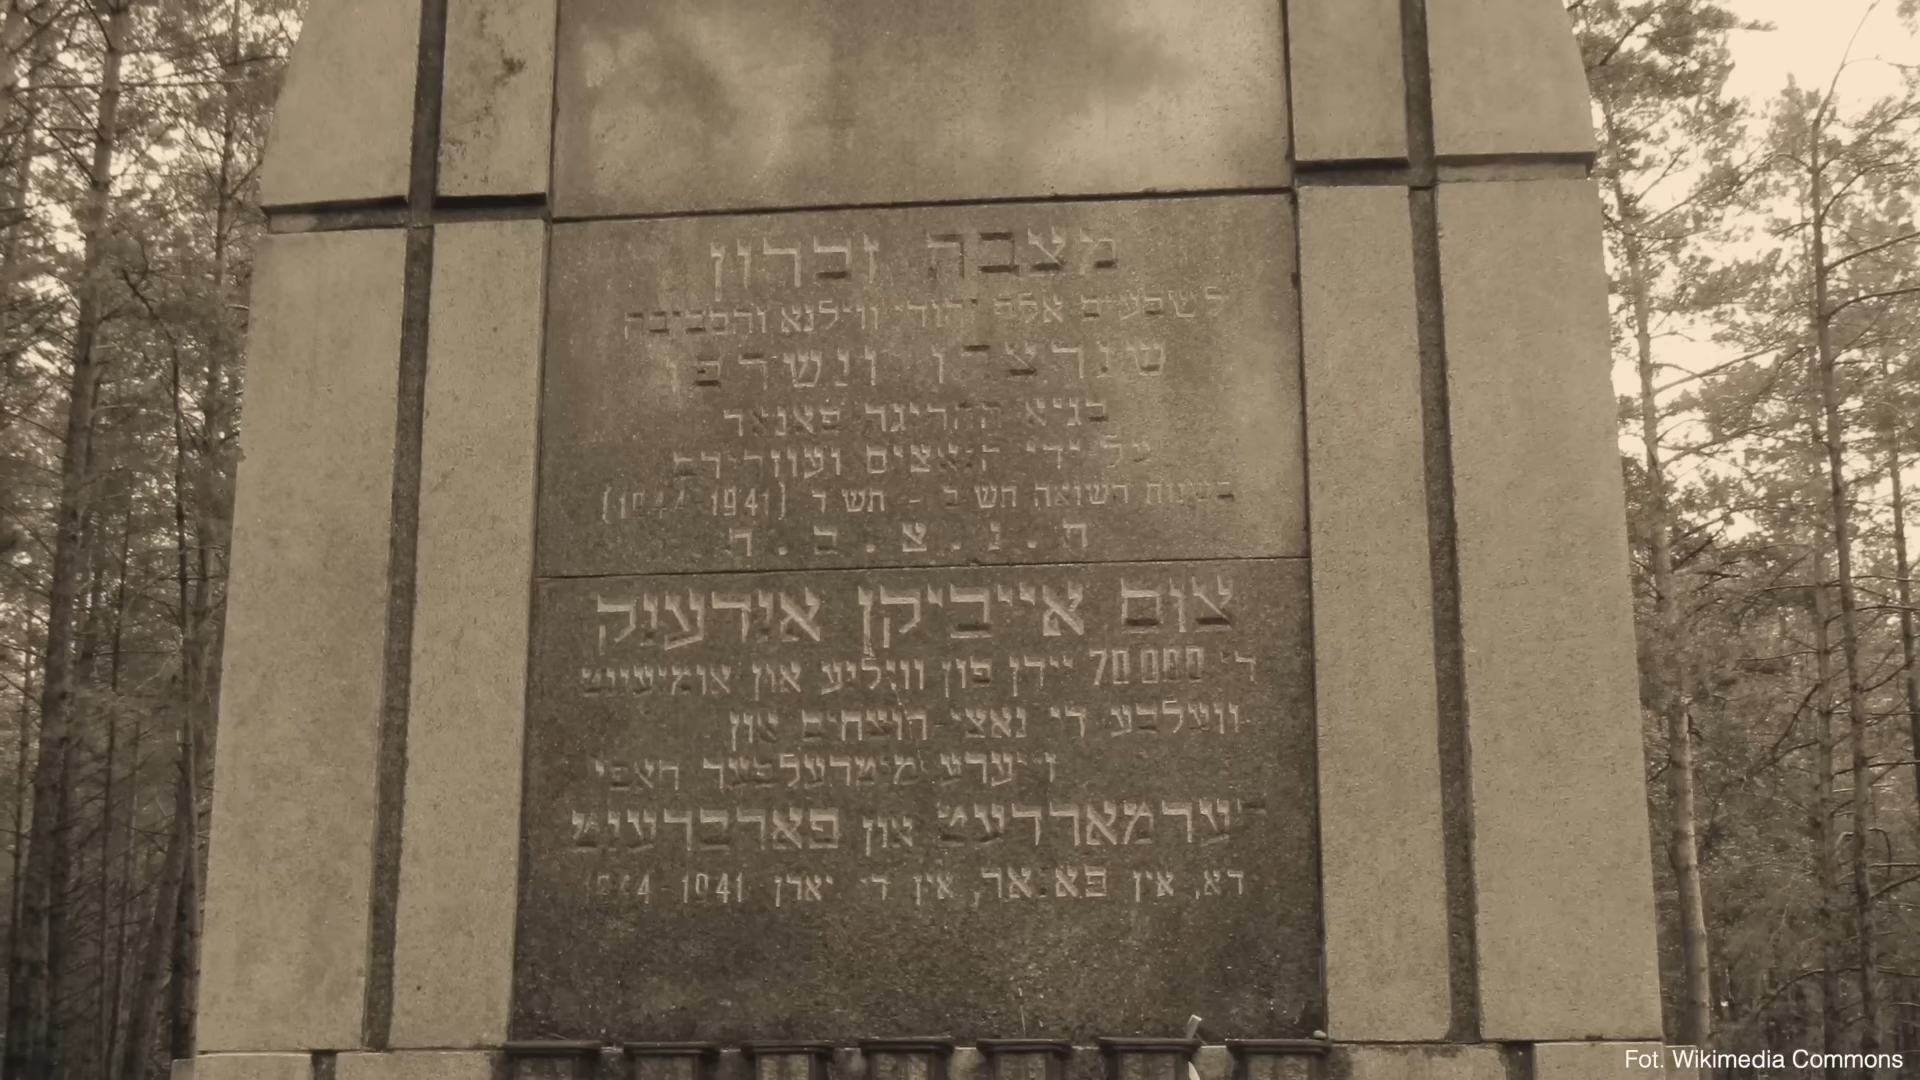 מצבה זכרון
לשבעים אלף יהודי ווילנא והסביבה
שנרצחו וישרפו
בגיא ההריגה פאנאר
על ידי הנאצים ועוזריהם
בשנות השואה תש״ב - תש״ד (1941-1944)
ת. נ. צ. ב. ה
צום אייביקן אנדענק
די 70 000 יידן פון ווילנע און אומגעגנט
וועלכע די נאצי רוצחים און
זייערע מיטהעלפער האבן
דערמארדעט און פארברענט
דא, אין פאנאר, אין די יארן 1941-1944
Fot. Wikimedia Commons